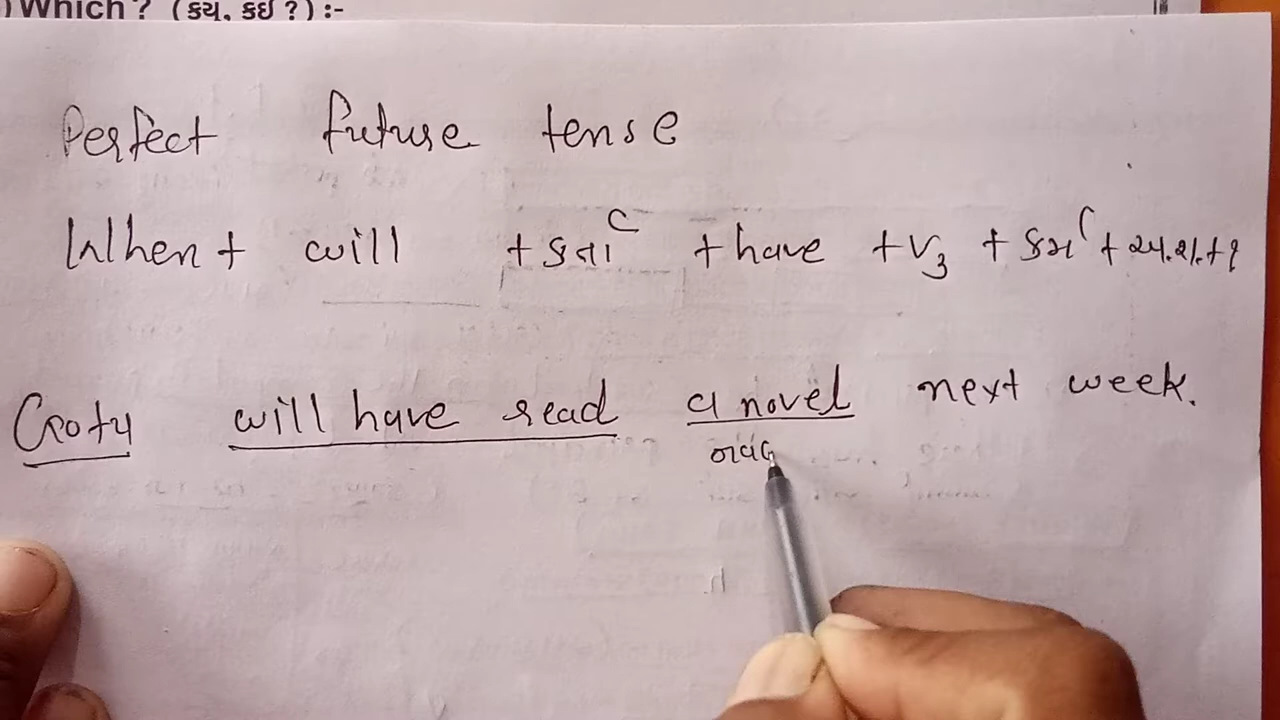 ) Which ? (કય, કઇ ?) :-
Perfect future tense
When + will + કર્તા + have + V3 + કર્મ + અ.શ. + ?
will have read a novel next week.
નવલ